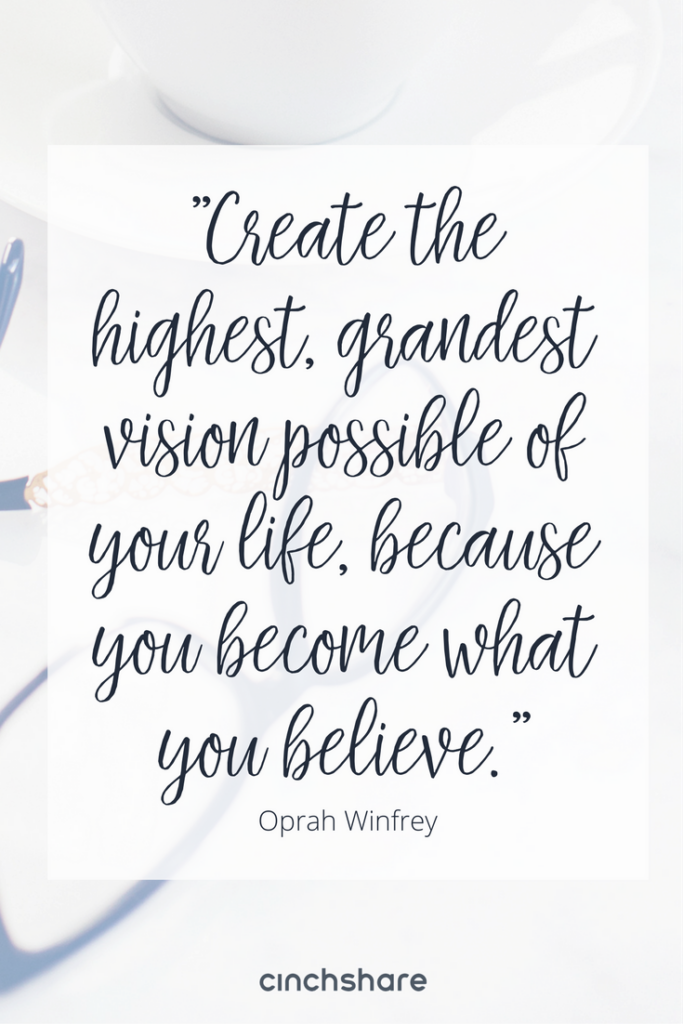 ”Create the
highest, grandest
vision possible of
your life, because
you become what
you believe.”
Oprah Winfrey
cinchshare